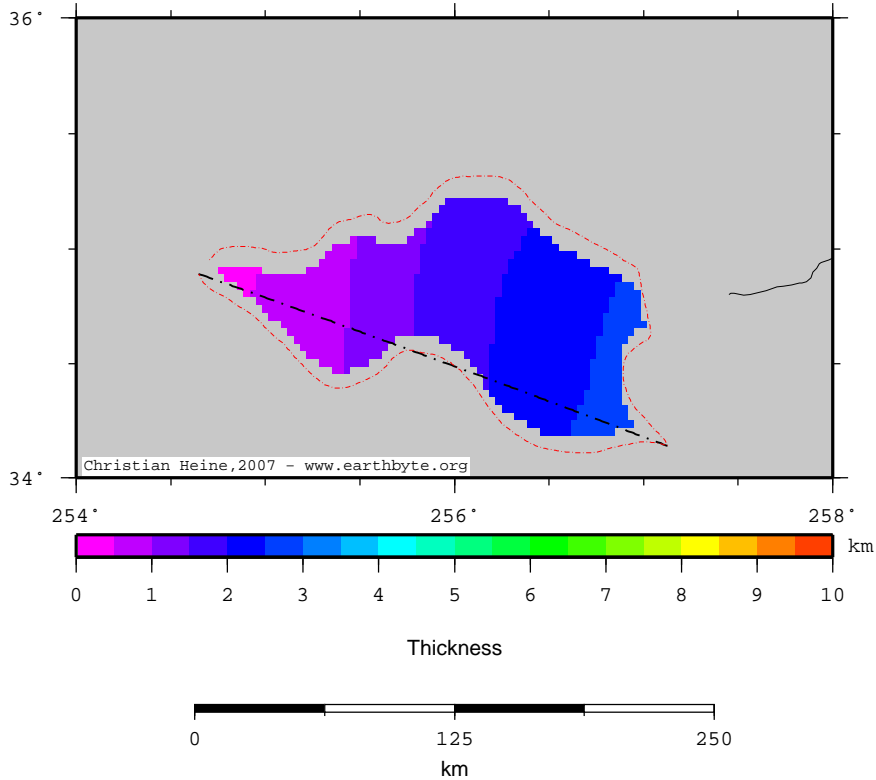 36°
Christian Heine,2007 - www.earthbyte.org
34°
254° 256° 258°
km
0 1 2 3 4 5 6 7 8 9 10
Thickness
0 125 250
km